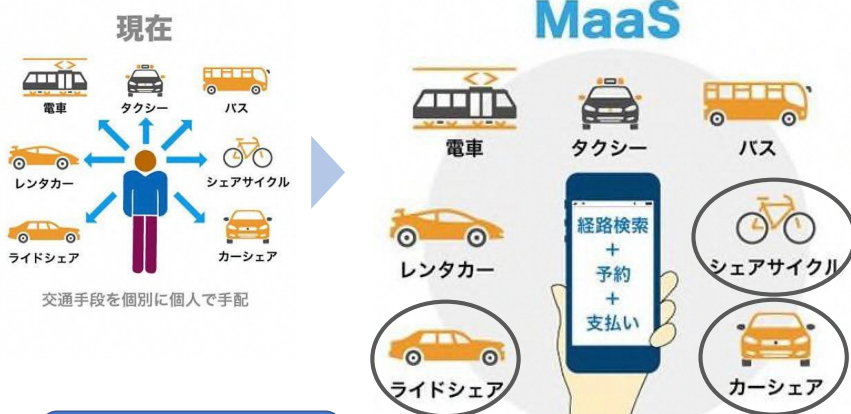 現在
電車
タクシー
バス
レンタカー
シェアサイクル
ライドシェア
カーシェア
交通手段を個別に個人で手配
MaaS
電車
タクシー
バス
経路検索
+
予約
+
支払い
レンタカー
シェアサイクル
ライドシェア
カーシェア